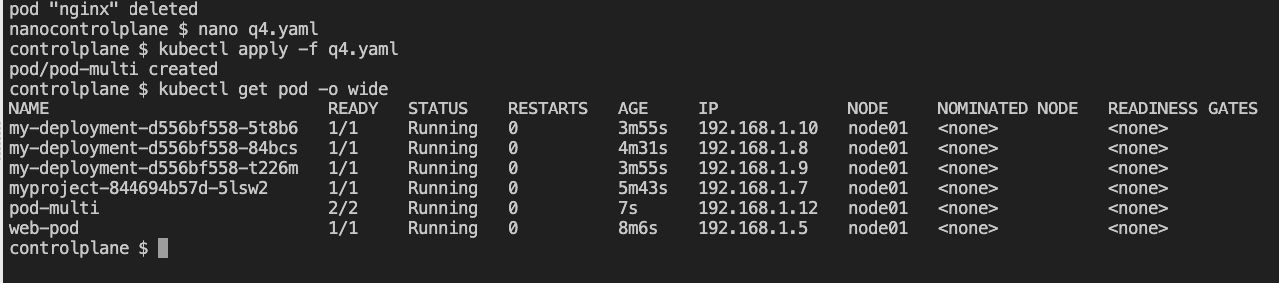 pod "nginx" deleted
nanocontrolplane $ nano q4.yaml
controlplane $ kubectl apply -f q4.yaml
pod/pod-multi created
controlplane $ kubectl get pod -o wide
NAME                            READY   STATUS    RESTARTS   AGE     IP             NODE     NOMINATED NODE   READINESS GATES
my-deployment-d556bf558-5t8b6   1/1     Running   0          3m55s   192.168.1.10   node01   <none>           <none>
my-deployment-d556bf558-84bcs   1/1     Running   0          4m31s   192.168.1.8    node01   <none>           <none>
my-deployment-d556bf558-t226m   1/1     Running   0          3m55s   192.168.1.9    node01   <none>           <none>
myproject-844694b57d-5lsw2      1/1     Running   0          5m43s   192.168.1.7    node01   <none>           <none>
pod-multi                       2/2     Running   0          7s      192.168.1.12   node01   <none>           <none>
web-pod                         1/1     Running   0          8m6s    192.168.1.5    node01   <none>           <none>
controlplane $